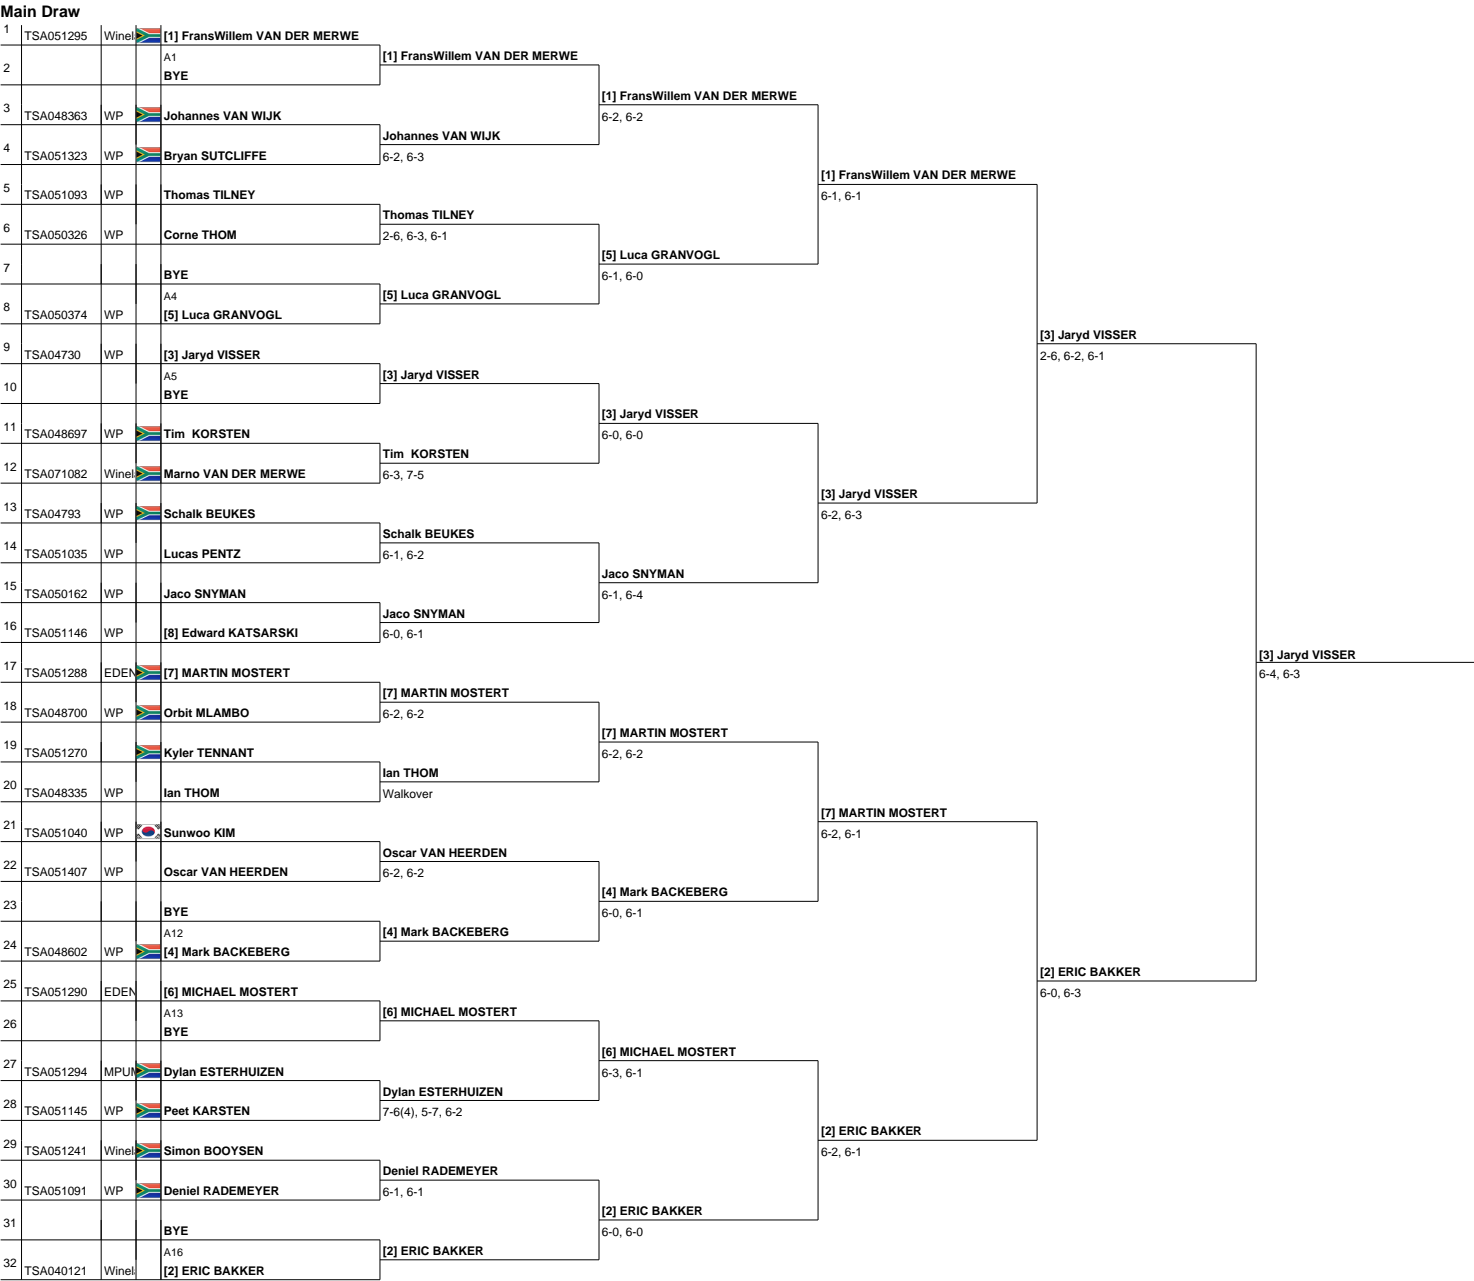 Main Draw
1 TSA051295 Winel [1] FransWillem VAN DER MERWE
A1 [1] FransWillem VAN DER MERWE
2 BYE
[1] FransWillem VAN DER MERWE
3 TSA048363 WP Johannes VAN WIJK 6-2, 6-2
Johannes VAN WIJK
4 TSA051323 WP Bryan SUTCLIFFE 6-2, 6-3
[1] FransWillem VAN DER MERWE
5 TSA051093 WP Thomas TILNEY 6-1, 6-1
Thomas TILNEY
6 TSA050326 WP Corne THOM 2-6, 6-3, 6-1
[5] Luca GRANVOGL
7 BYE 6-1, 6-0
A4 [5] Luca GRANVOGL
8 TSA050374 WP [5] Luca GRANVOGL
[3] Jaryd VISSER
9 TSA04730 WP [3] Jaryd VISSER 2-6, 6-2, 6-1
A5 [3] Jaryd VISSER
10 BYE
[3] Jaryd VISSER
11 TSA048697 WP Tim KORSTEN 6-0, 6-0
Tim KORSTEN
12 TSA071082 Winel Marno VAN DER MERWE 6-3, 7-5
[3] Jaryd VISSER
13 TSA04793 WP Schalk BEUKES 6-2, 6-3
Schalk BEUKES
14 TSA051035 WP Lucas PENTZ 6-1, 6-2
Jaco SNYMAN
15 TSA050162 WP Jaco SNYMAN 6-1, 6-4
Jaco SNYMAN
16 TSA051146 WP [8] Edward KATSARSKI 6-0, 6-1
[3] Jaryd VISSER
17 TSA051288 EDEN [7] MARTIN MOSTERT 6-4, 6-3
[7] MARTIN MOSTERT
18 TSA048700 WP Orbit MLAMBO 6-2, 6-2
[7] MARTIN MOSTERT
19 TSA051270 Kyler TENNANT 6-2, 6-2
Ian THOM
20 TSA048335 WP Ian THOM Walkover
[7] MARTIN MOSTERT
21 TSA051040 WP Sunwoo KIM 6-2, 6-1
Oscar VAN HEERDEN
22 TSA051407 WP Oscar VAN HEERDEN 6-2, 6-2
[4] Mark BACKEBERG
23 BYE 6-0, 6-1
A12 [4] Mark BACKEBERG
24 TSA048602 WP [4] Mark BACKEBERG
[2] ERIC BAKKER
25 TSA051290 EDEN [6] MICHAEL MOSTERT 6-0, 6-3
A13 [6] MICHAEL MOSTERT
26 BYE
[6] MICHAEL MOSTERT
27 TSA051294 MPUM Dylan ESTERHUIZEN 6-3, 6-1
Dylan ESTERHUIZEN
28 TSA051145 WP Peet KARSTEN 7-6(4), 5-7, 6-2
[2] ERIC BAKKER
29 TSA051241 Winel Simon BOOYSEN 6-2, 6-1
Deniel RADEMEYER
30 TSA051091 WP Deniel RADEMEYER 6-1, 6-1
[2] ERIC BAKKER
31 BYE 6-0, 6-0
A16 [2] ERIC BAKKER
32 TSA040121 Winel [2] ERIC BAKKER